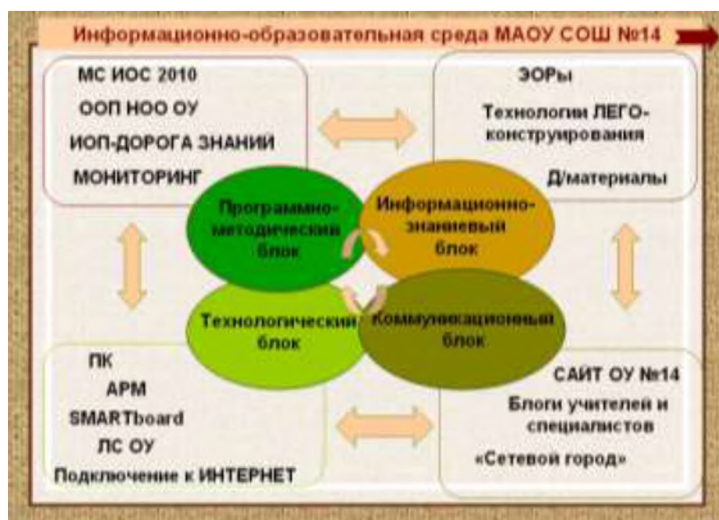 Информационно-образовательная среда МАОУ СОШ №14
МС ИОС 2010
ООП НОО ОУ
ИОП-ДОРОГА ЗНАНИЙ
МОНИТОРИНГ
ЭОРы
Технологии ЛЕГО-
конструирования
Д/материалы
Программно-
методический
блок
Информационно-
знаниевый
блок
Технологический
блок
Коммуникационный
блок
ПК
АРМ
SMARTboard
ЛС ОУ
Подключение к ИНТЕРНЕТ
САЙТ ОУ №14
Блоги учителей и
специалистов
«Сетевой город»